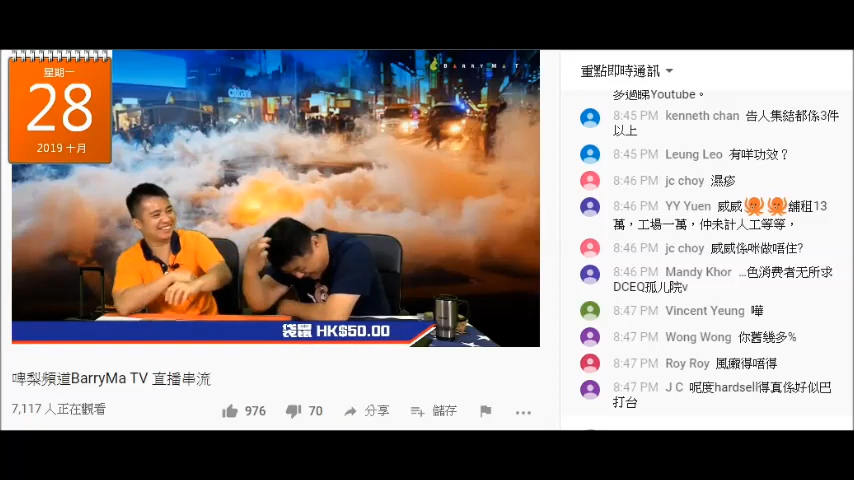 星期一
28
2019 十月
BARRYMA TV
citibank
袋鼠 HK$50.00
啤梨頻道BarryMa TV 直播串流
7,117 人正在觀看
976
70
分享
儲存
重點即時通訊
多過睇Youtube。
8:45 PM kenneth chan 告人集結都係3件
以上
8:45 PM Leung Leo 有咩功效？
8:46 PM jc choy 濕疹
8:46 PM YY Yuen 威威🐙🐙舖租13
萬，工場一萬，仲未計人工等等，
8:46 PM jc choy 威威係咪做唔住?
8:46 PM Mandy Khor ...色消费者无所求
DCEQ孤儿院v
8:47 PM Vincent Yeung 嘩
8:47 PM Wong Wong 你舊幾多%
8:47 PM Roy Roy 風癩得唔得
8:47 PM J C 呢度hardsell得真係好似巴
打台